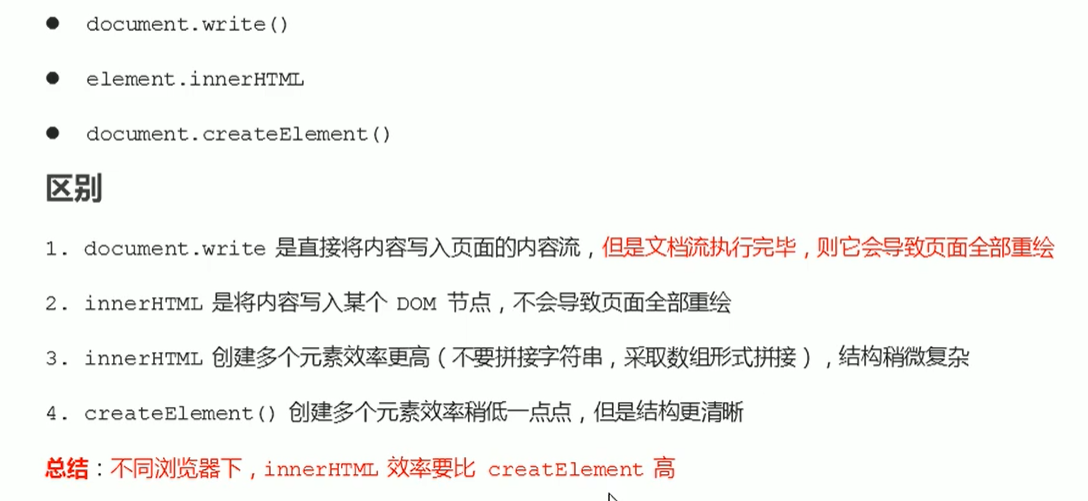 ● document.write()
● element.innerHTML
● document.createElement()
区别
1. document.write 是直接将内容写入页面的内容流，但是文档流执行完毕，则它会导致页面全部重绘
2. innerHTML 是将内容写入某个 DOM 节点，不会导致页面全部重绘
3. innerHTML 创建多个元素效率更高（不要拼接字符串，采取数组形式拼接），结构稍微复杂
4. createElement() 创建多个元素效率稍低一点点，但是结构更清晰
总结：不同浏览器下，innerHTML 效率要比 creatElement 高